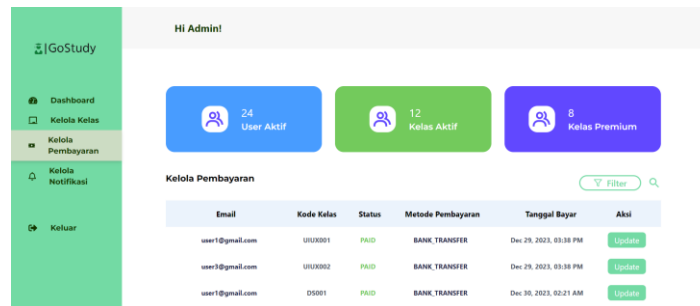 Hi Admin!
GoStudy
Dashboard
Kelola Kelas
Kelola
Pembayaran
Kelola
Notifikasi
Keluar
24
User Aktif
12
Kelas Aktif
8
Kelas Premium
Kelola Pembayaran
Filter
Email Kode Kelas Status Metode Pembayaran Tanggal Bayar Aksi
user1@gmail.com UIUX001 PAID BANK_TRANSFER Dec 29, 2023, 03:38 PM Update
user3@gmail.com UIUX002 PAID BANK_TRANSFER Dec 29, 2023, 03:38 PM Update
user1@gmail.com DS001 PAID BANK_TRANSFER Dec 30, 2023, 02:21 AM Update